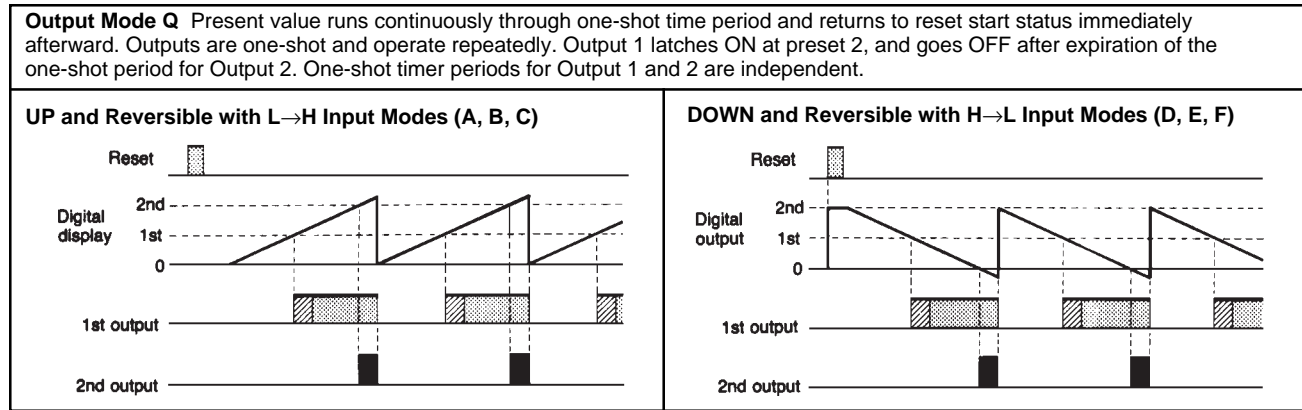 Output Mode Q Present value runs continuously through one-shot time period and returns to reset start status immediately
afterward. Outputs are one-shot and operate repeatedly. Output 1 latches ON at preset 2, and goes OFF after expiration of the
one-shot period for Output 2. One-shot timer periods for Output 1 and 2 are independent.
UP and Reversible with L→H Input Modes (A, B, C)
Reset
Digital
display
2nd
1st
0
1st output
2nd output
DOWN and Reversible with H→L Input Modes (D, E, F)
Reset
Digital
output
2nd
1st
0
1st output
2nd output